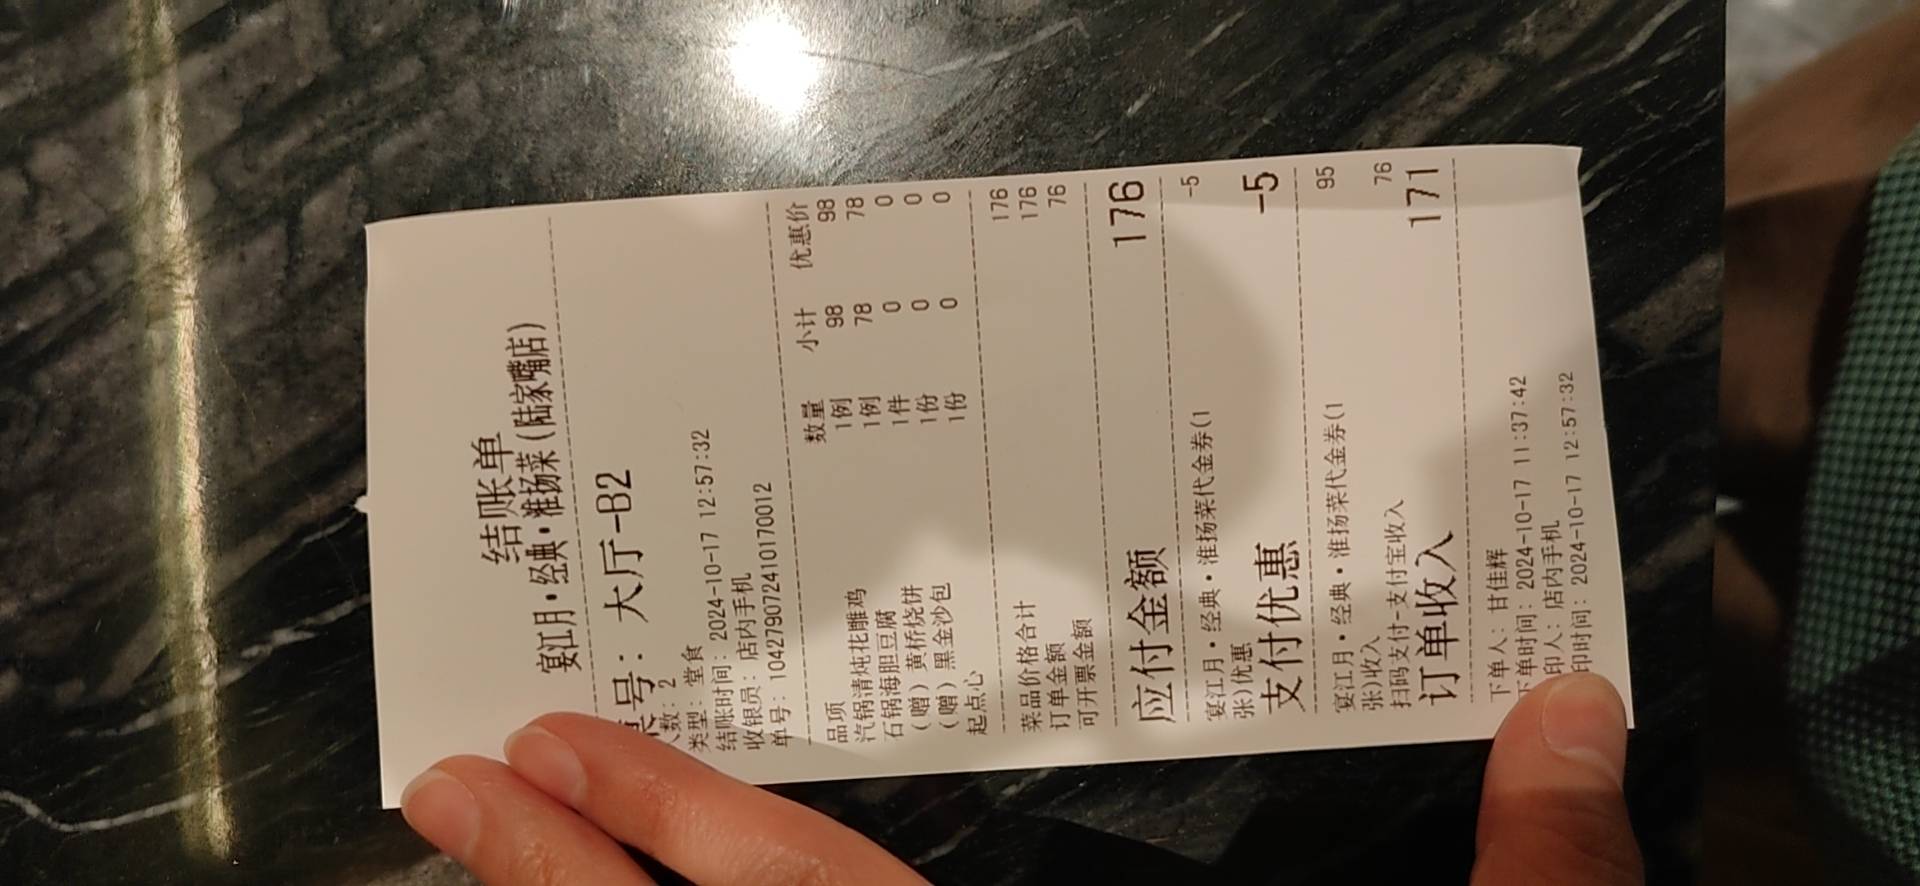 结账单
宴江月·经典·淮扬菜(陆家嘴店)
号: 大厅-B2
数: 2
类型: 堂食
结账时间: 2024-10-17 12:57:32
收银员: 店内手机
单号: 104279072410170012
品项 数量 小计 优惠价
汽锅清炖花雕鸡 1例 98 98
石锅海胆豆腐 1例 78 78
(赠)黄桥烧饼 1件 0 0
(赠)黑金沙包 1份 0 0
起点心 1份 0 0
菜品价格合计 176
订单金额 176
可开票金额 76
应付金额 176
宴江月·经典·淮扬菜代金券(1 -5
张)优惠
支付优惠 -5
宴江月·经典·淮扬菜代金券(1 95
张)收入
扫码支付-支付宝收入 76
订单收入 171
下单人: 甘佳辉
下单时间: 2024-10-17 11:37:42
印人: 店内手机
印时间: 2024-10-17 12:57:32